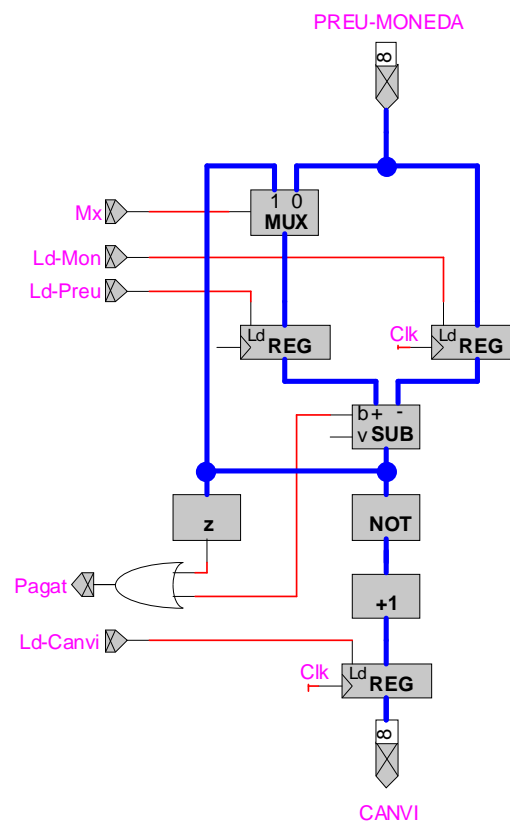 PREU-MONEDA
8
1 0
MUX
Mx
Ld-Mon
Ld-Preu
Ld
REG
Clk
Ld
REG
b + -
v SUB
z
NOT
Pagat
+1
Ld-Canvi
Clk
Ld
REG
8
CANVI